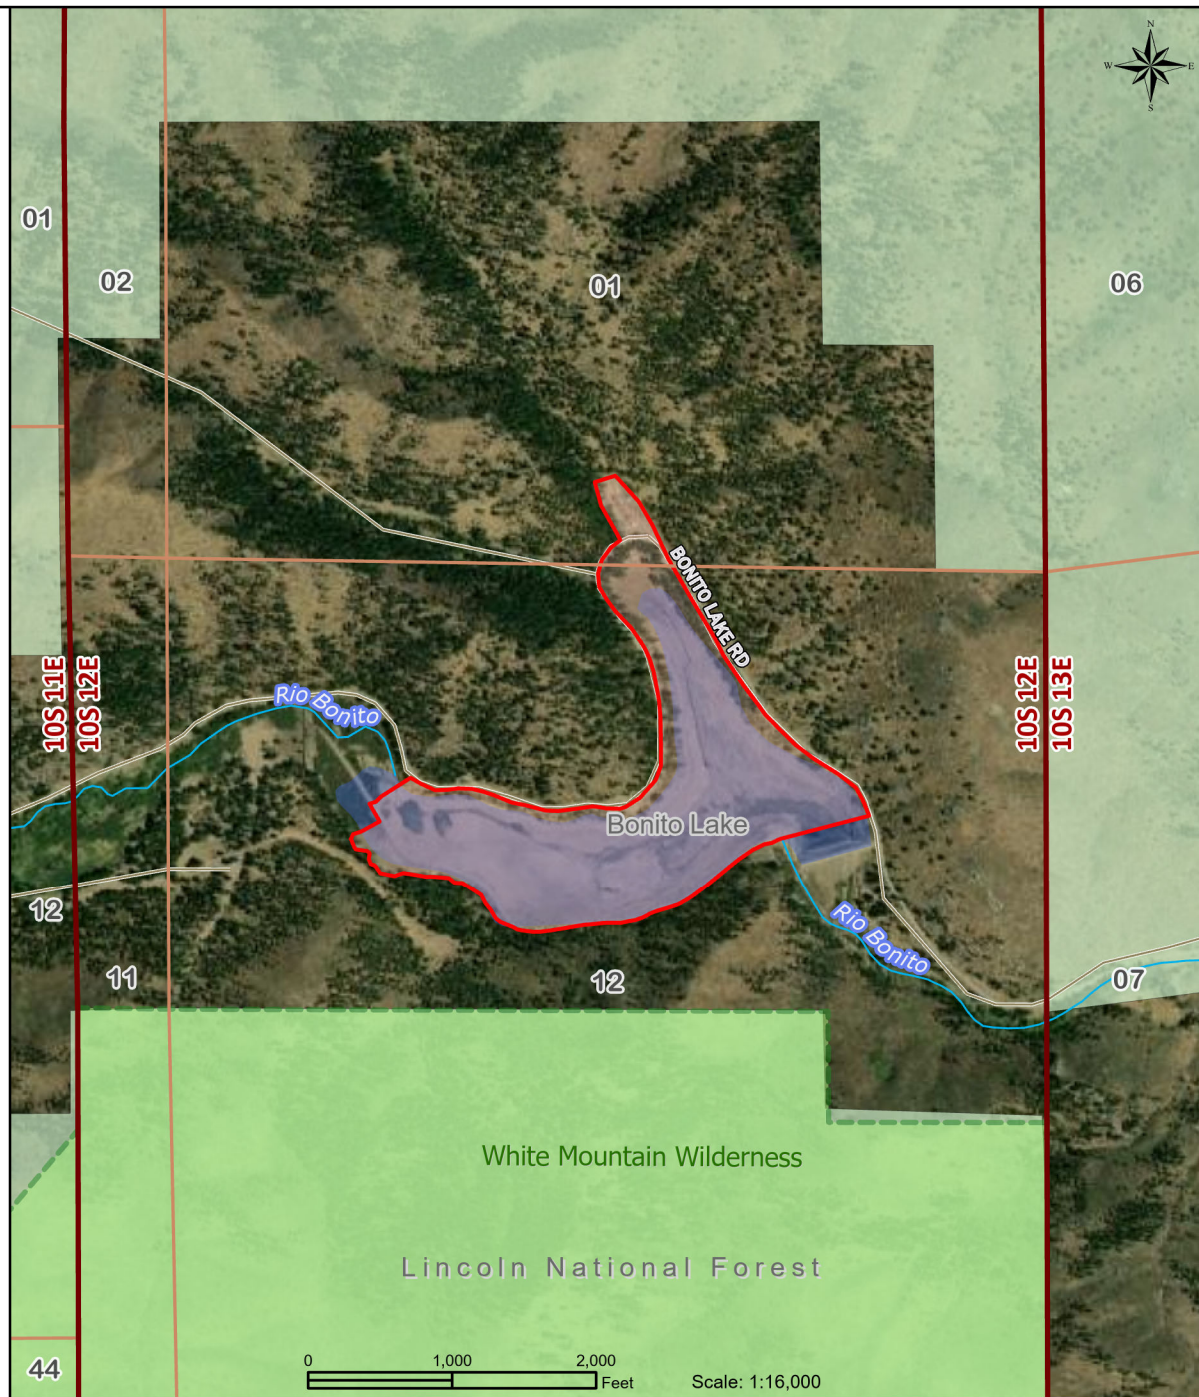 N
W E
S
01
02
01
06
BONITO LAKE RD
10S 11E
10S 12E
10S 12E
10S 13E
Rio Bonito
Bonito Lake
12
Rio Bonito
11
12
07
White Mountain Wilderness
Lincoln National Forest
44
0 1,000 2,000
Feet
Scale: 1:16,000